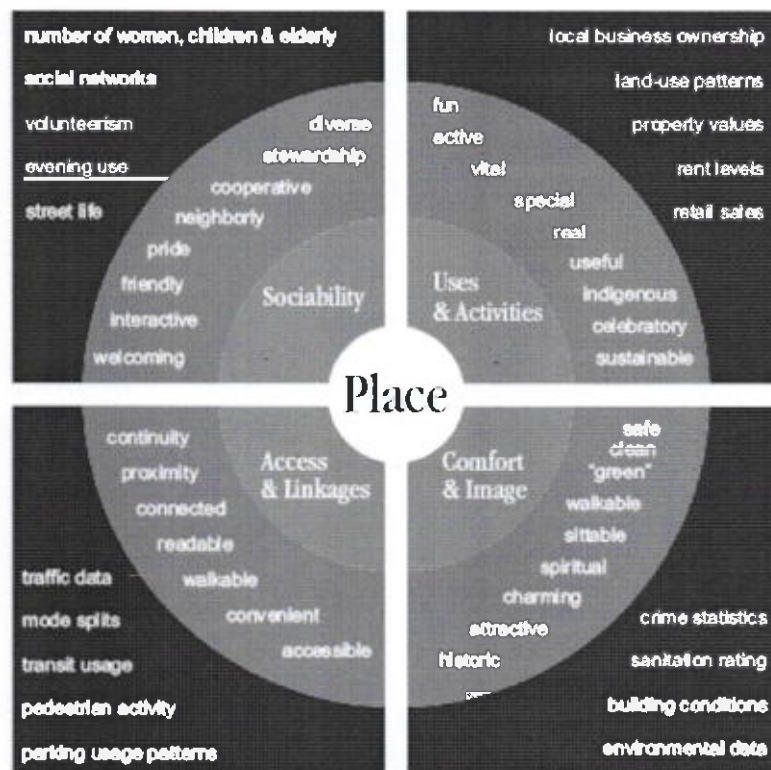 number of women, children & elderly
social networks
volunteerism
evening use
street life
diverse
stewardship
cooperative
neighborly
pride
friendly
interactive
welcoming
Sociability
local business ownership
land-use patterns
property values
rent levels
retail sales
fun
active
vital
special
real
useful
indigenous
celebratory
sustainable
Uses
& Activities
Place
continuity
proximity
connected
readable
walkable
convenient
accessible
Access
& Linkages
traffic data
mode splits
transit usage
pedestrian activity
parking usage patterns
Comfort
& Image
safe
clean
"green"
walkable
sittable
spiritual
charming
attractive
historic
crime statistics
sanitation rating
building conditions
environmental data